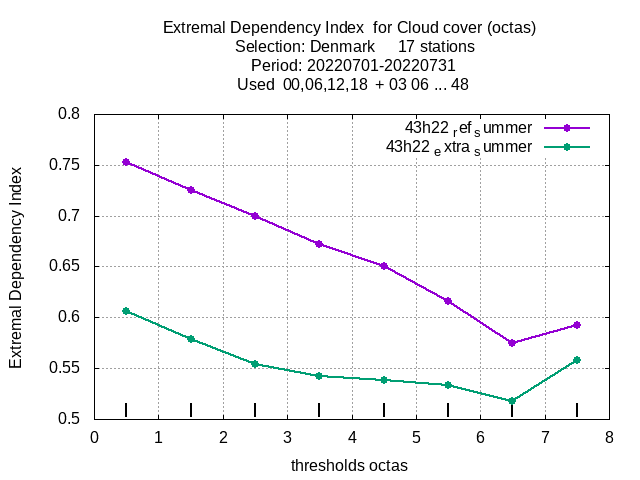 Extremal Dependency Index  for Cloud cover (octas)
Selection: Denmark     17 stations
Period: 20220701-20220731
Used  00,06,12,18  + 03 06 ... 48
43h22 ref summer
43h22 extra summer
Extremal Dependency Index
0.8
0.75
0.7
0.65
0.6
0.55
0.5
0 1 2 3 4 5 6 7 8
thresholds octas